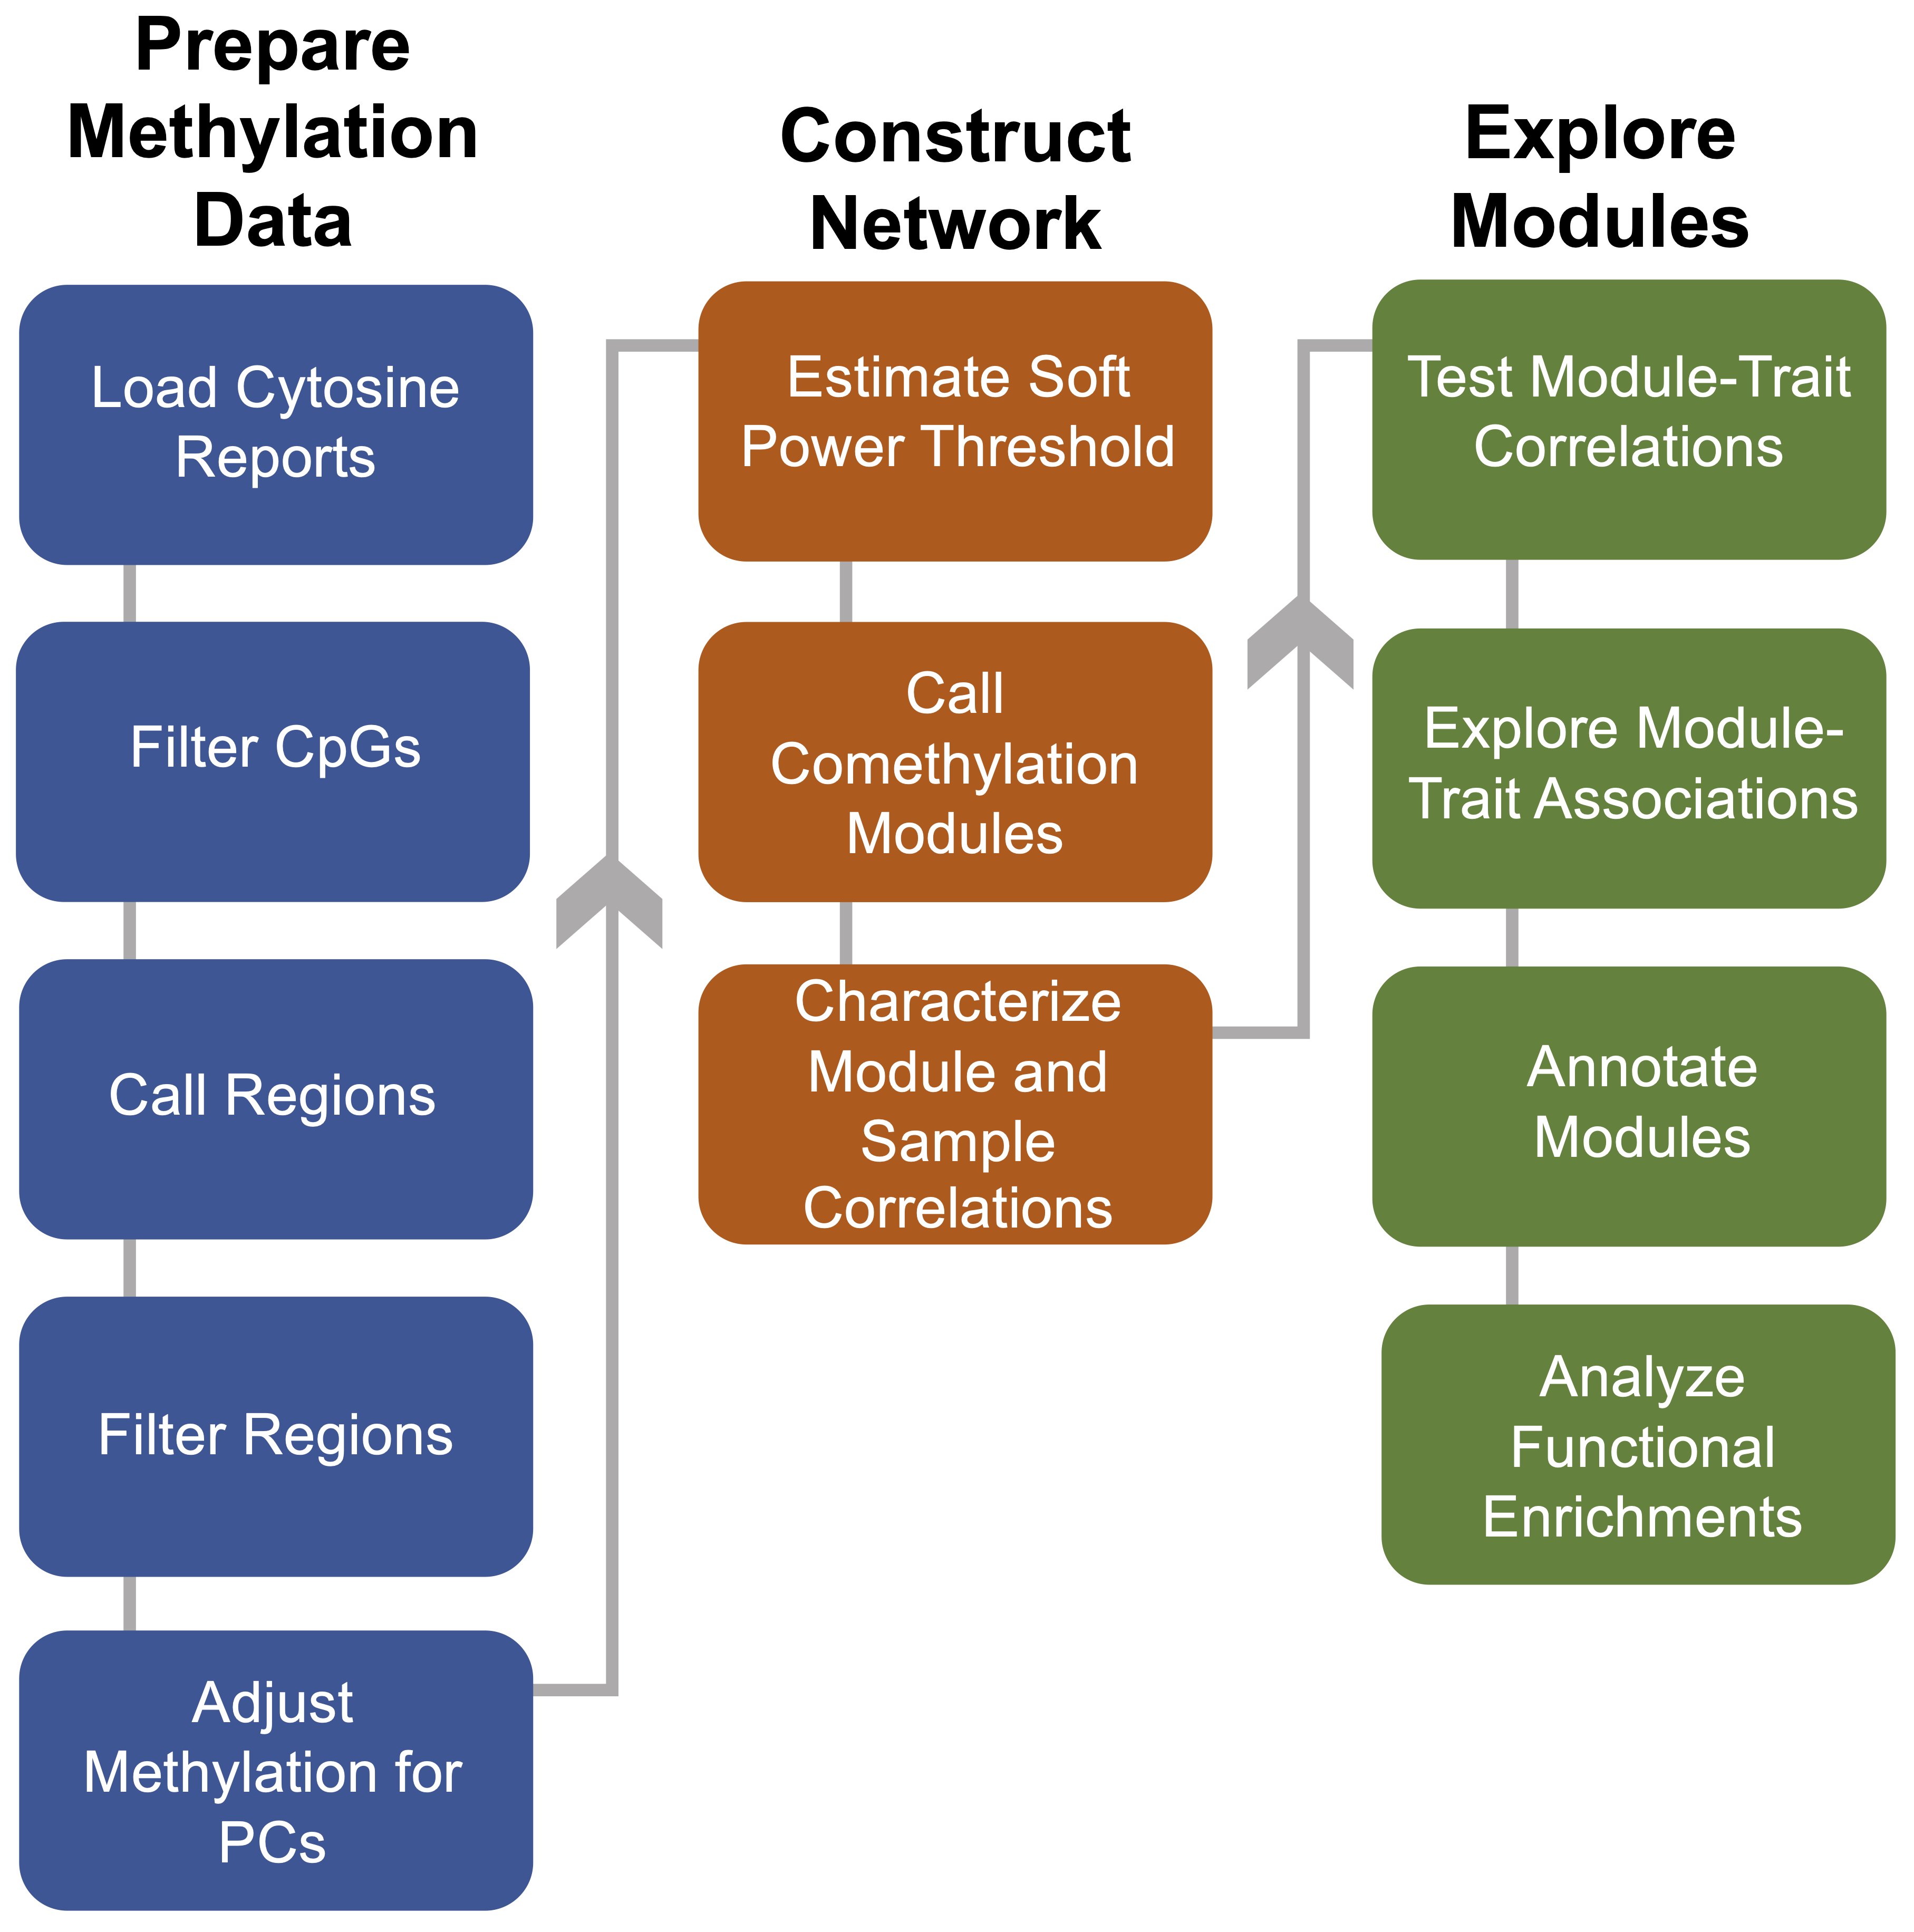 Prepare
Methylation
Data
Load Cytosine
Reports
Filter CpGs
Call Regions
Filter Regions
Adjust
Methylation for
PCs
Construct
Network
Estimate Soft
Power Threshold
Call
Comethylation
Modules
Characterize
Module and
Sample
Correlations
Explore
Modules
Test Module-Trait
Correlations
Explore Module-
Trait Associations
Annotate
Modules
Analyze
Functional
Enrichments